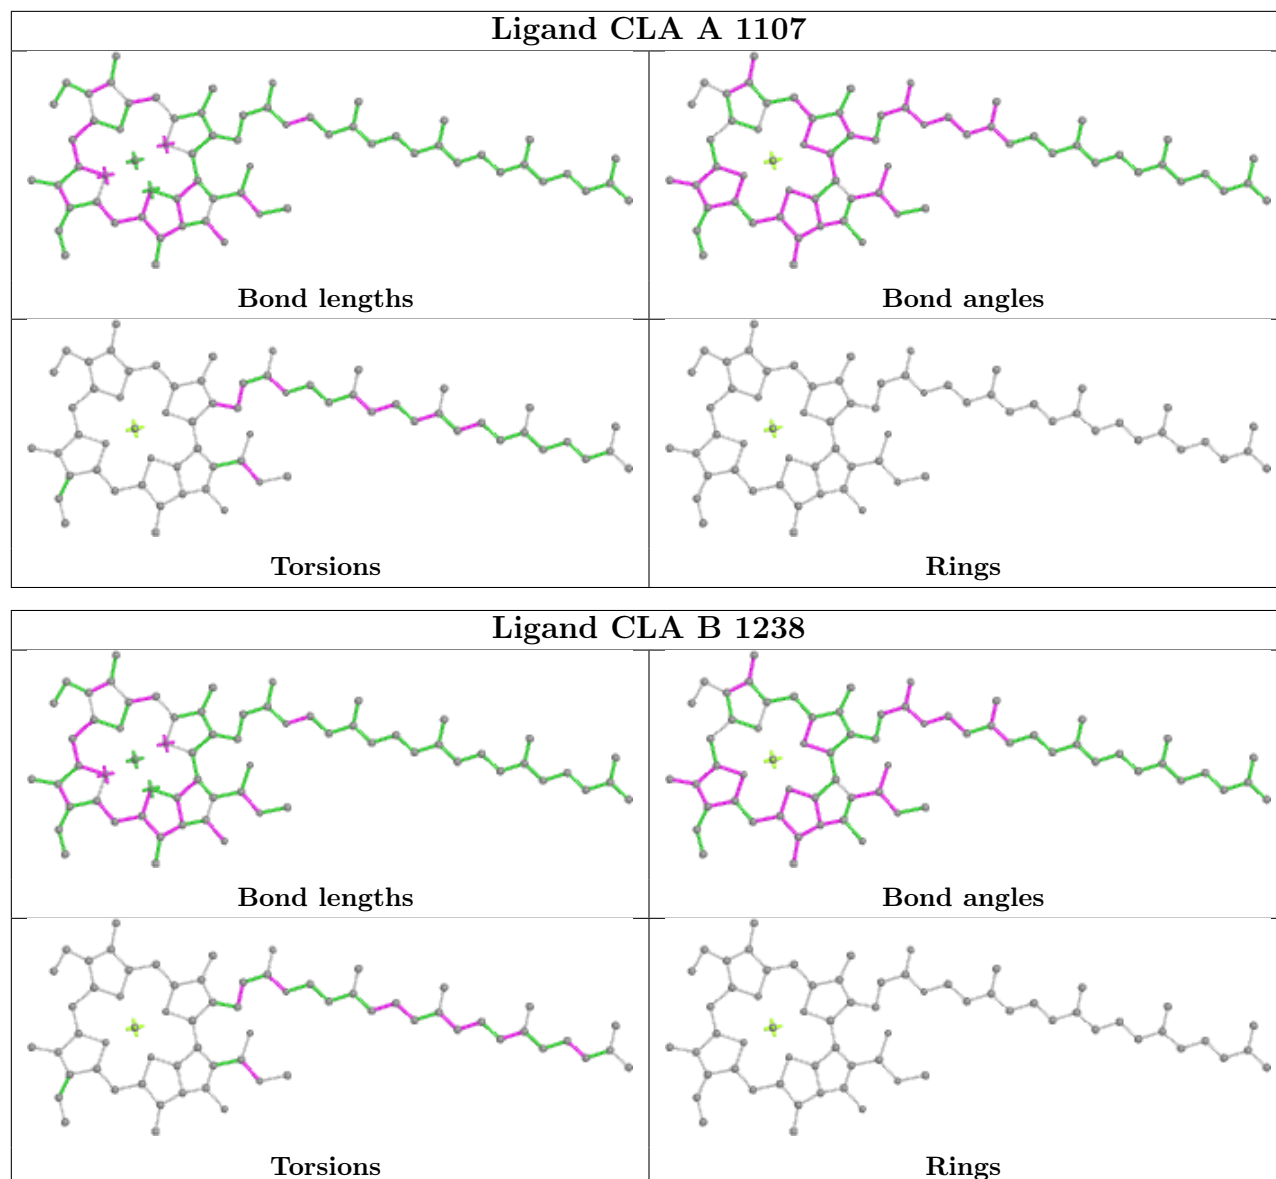 Ligand CLA A 1107
Bond lengths
Bond angles
Torsions
Rings
Ligand CLA B 1238
Bond lengths
Bond angles
Torsions
Rings